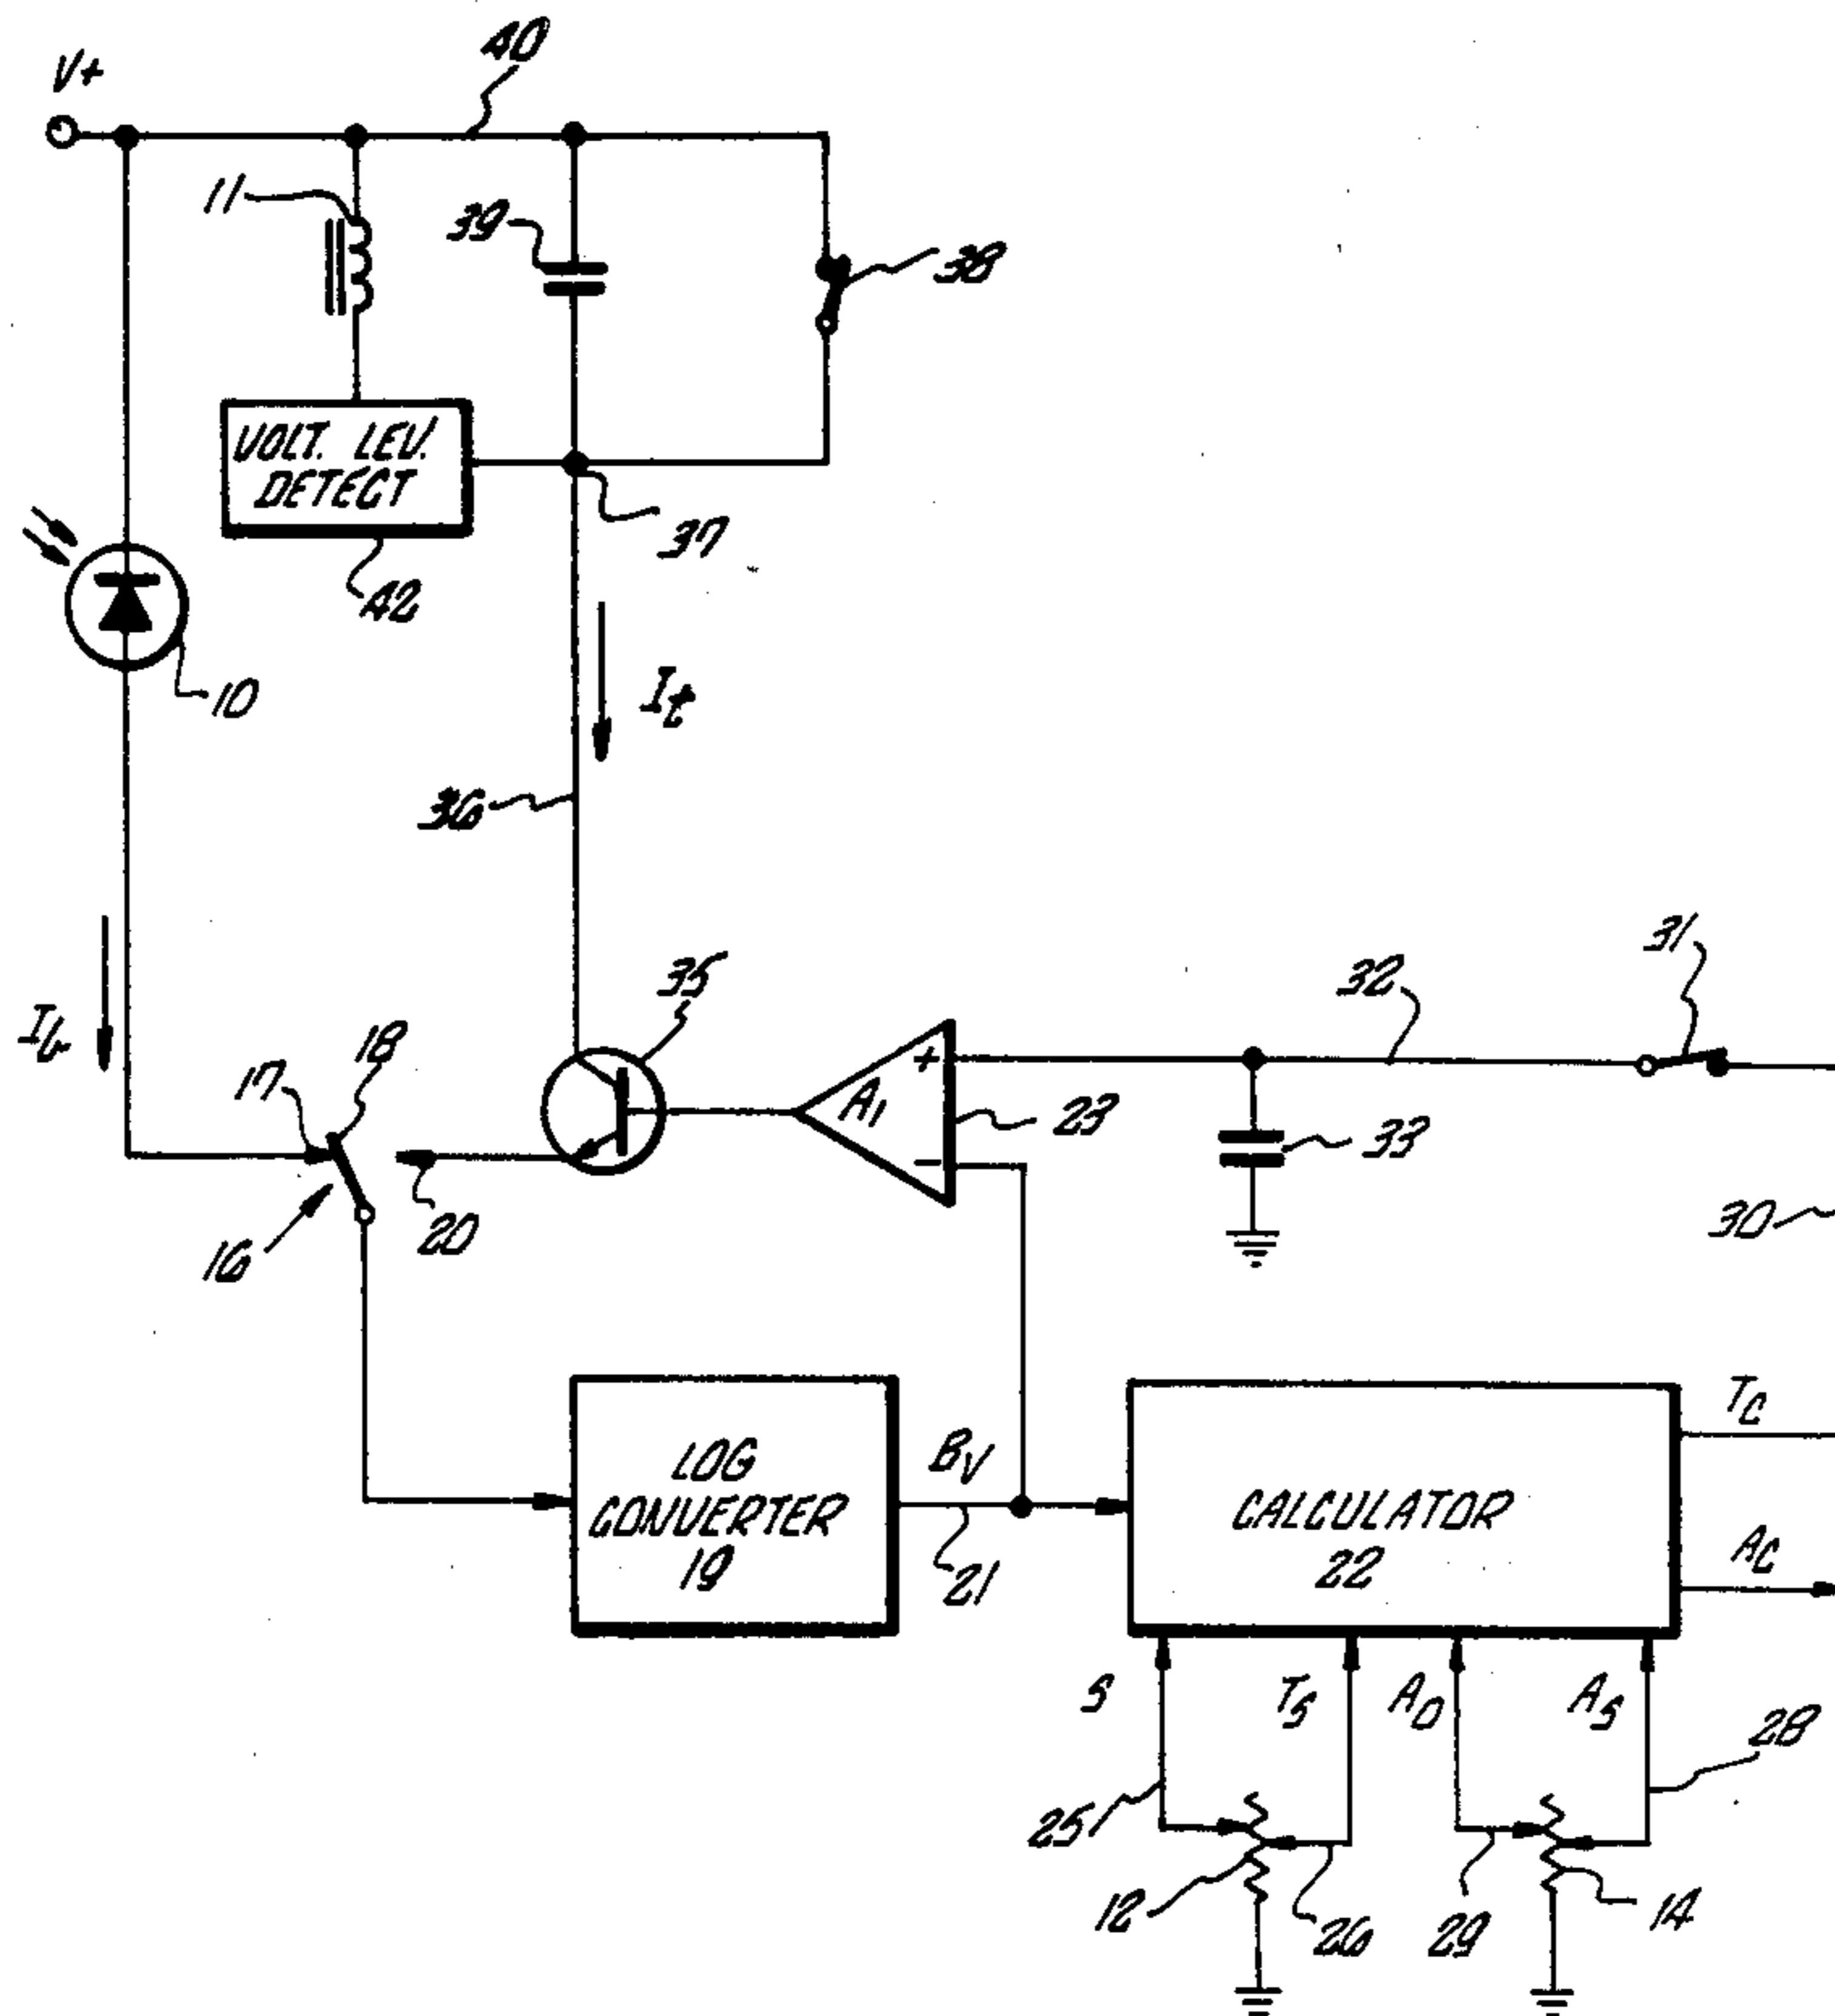 40
V+
11
39
38
VOLT. LEV.
DETECT
37
42
10
It
36
31
35
32
Ib
18
17
A1
+
-
23
33
20
16
30
TC
LOG
CONVERTER
19
BV
21
CALCULATOR
22
AC
S
TS
AO
AS
28
25
12
26
29
14